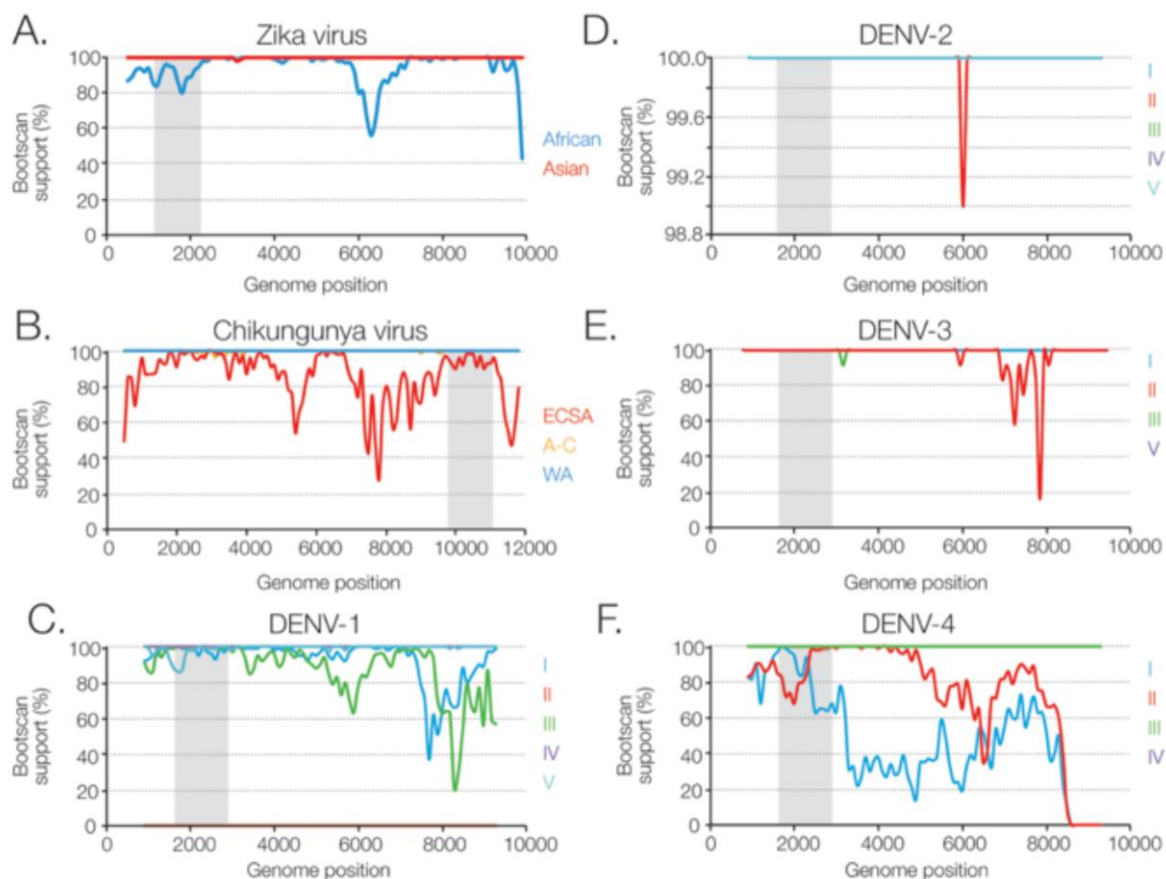 A.
Zika virus
Bootscan
support (%)
100
80
60
40
20
0
0 2000 4000 6000 8000 10000
Genome position
African
Asian
B.
Chikungunya virus
Bootscan
support (%)
100
80
60
40
20
0
0 2000 4000 6000 8000 10000 12000
Genome position
ECSA
A-C
WA
C.
DENV-1
Bootscan
support (%)
100
80
60
40
20
0
0 2000 4000 6000 8000 10000
Genome position
I
II
III
IV
V
D.
DENV-2
Bootscan
support (%)
100.0
99.6
99.2
98.8
0 2000 4000 6000 8000 10000
Genome position
I
II
III
IV
V
E.
DENV-3
Bootscan
support (%)
100
80
60
40
20
0
0 2000 4000 6000 8000 10000
Genome position
I
II
III
V
F.
DENV-4
Bootscan
support (%)
100
80
60
40
20
0
0 2000 4000 6000 8000 10000
Genome position
I
II
III
IV